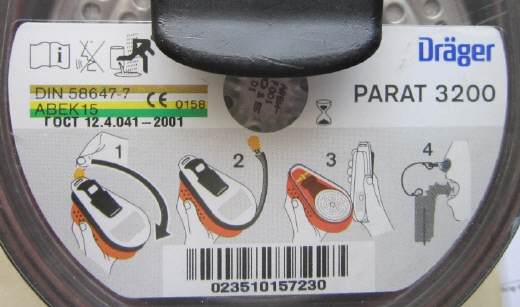 Dräger
PARAT 3200
DIN 58647-7
ABEK15
CE 0158
ГОСТ 12.4.041–2001
1
2
3
4
023510157230